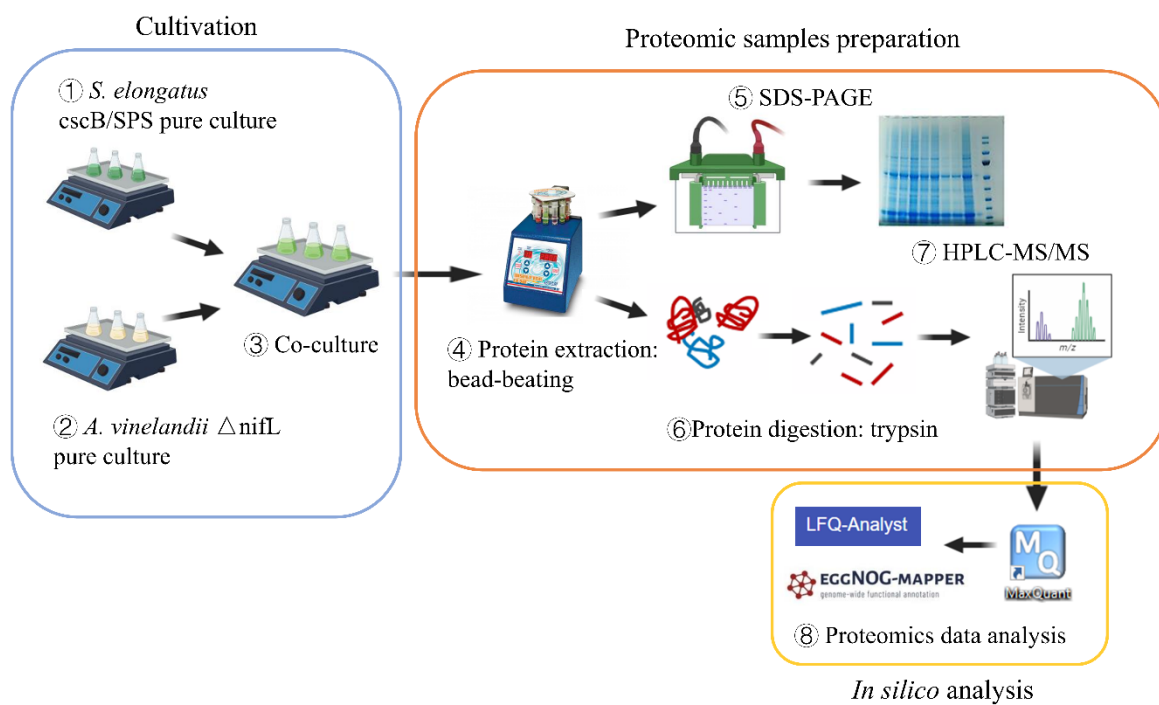 Cultivation
① S. elongatus
cscB/SPS pure culture
② A. vinelandii △nifL
pure culture
③ Co-culture
Proteomic samples preparation
④ Protein extraction:
bead-beating
⑤ SDS-PAGE
⑥Protein digestion: trypsin
⑦ HPLC-MS/MS
Intensity
m/z
LFQ-Analyst
EGGNOG-MAPPER
genome-wide functional annotation
MQ
MaxQuant
⑧ Proteomics data analysis
In silico analysis